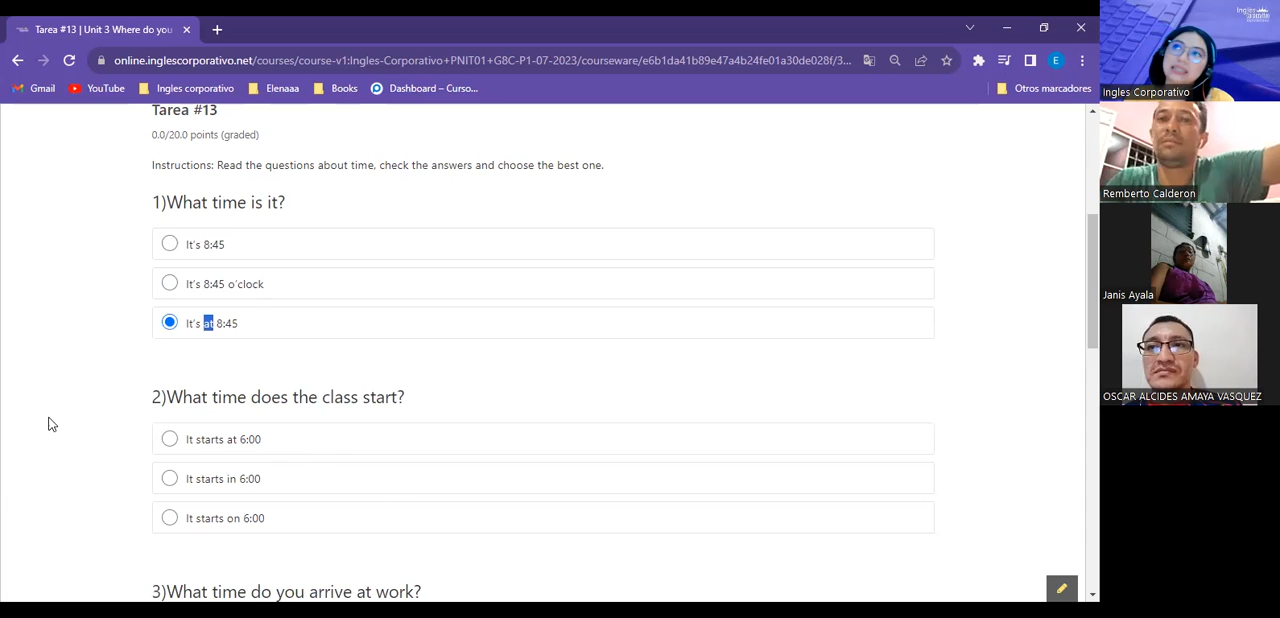 Tarea #13 | Unit 3 Where do you
online.inglescorporativo.net/courses/course-v1:Ingles-Corporativo+PNIT01+G8C-P1-07-2023/courseware/e6b1da41b89e47a4b24fe01a30de028f/3...
E
Gmail
YouTube
Ingles corporativo
Elenaaa
Books
Dashboard – Curso...
Otros marcadores
Tarea #13
0.0/20.0 points (graded)
Instructions: Read the questions about time, check the answers and choose the best one.
1)What time is it?
It's 8:45
It's 8:45 o'clock
It's at 8:45
2)What time does the class start?
It starts at 6:00
It starts in 6:00
It starts on 6:00
3)What time do you arrive at work?
Ingles Corporativo
Remberto Calderon
Janis Ayala
OSCAR ALCIDES AMAYA VASQUEZ